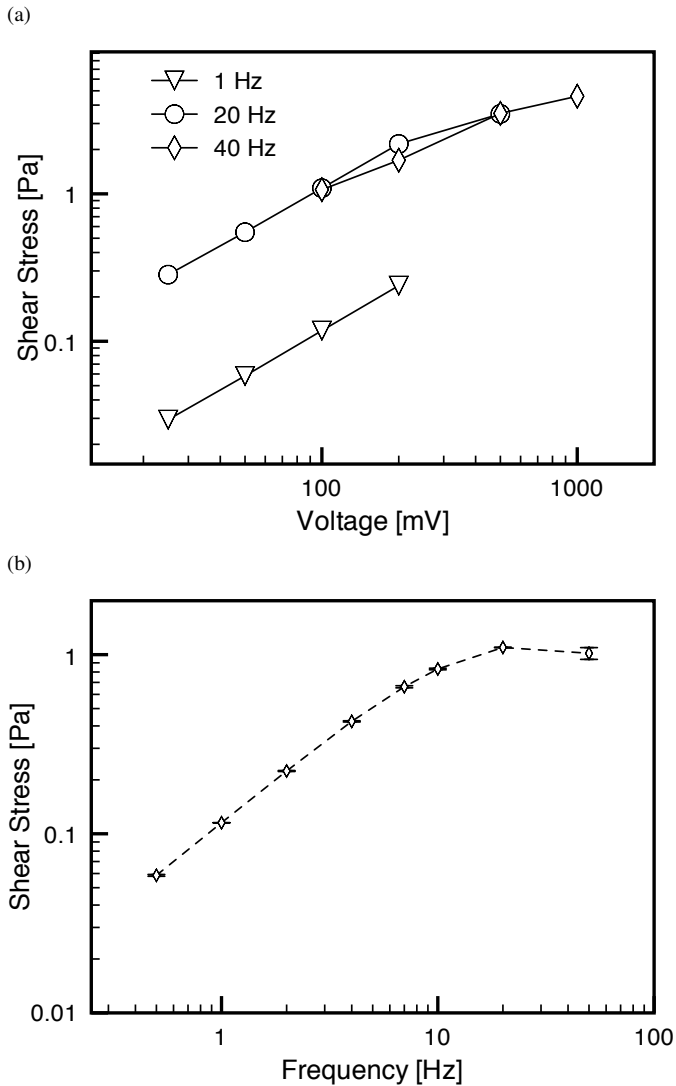 (a)
1 Hz
20 Hz
40 Hz
1
0.1
Shear Stress [Pa]
100
1000
Voltage [mV]
(b)
1
0.1
0.01
Shear Stress [Pa]
1
10
100
Frequency [Hz]